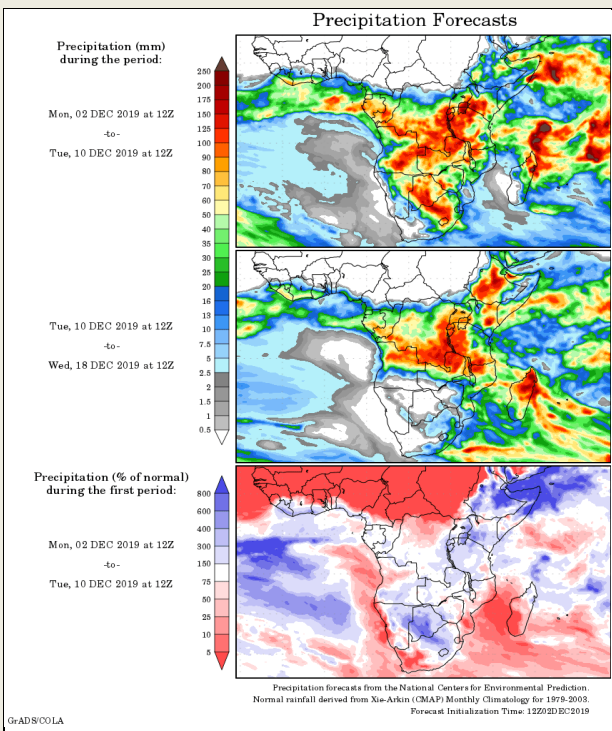 Precipitation Forecasts
Precipitation (mm)
during the period:
Mon, 02 DEC 2019 at 12Z
-to-
Tue, 10 DEC 2019 at 12Z
250
200
175
150
125
100
90
80
70
60
50
40
35
30
25
20
16
13
10
7.5
5
2.5
2
1.5
1
0.5
Tue, 10 DEC 2019 at 12Z
-to-
Wed, 18 DEC 2019 at 12Z
Precipitation (% of normal)
during the first period:
Mon, 02 DEC 2019 at 12Z
-to-
Tue, 10 DEC 2019 at 12Z
800
600
400
300
150
75
50
25
10
5
Precipitation forecasts from the National Centers for Environmental Prediction.
Normal rainfall derived from Xie-Arkin (CMAP) Monthly Climatology for 1979-2003.
Forecast Initialization Time: 12Z02DEC2019
GrADS/COLA